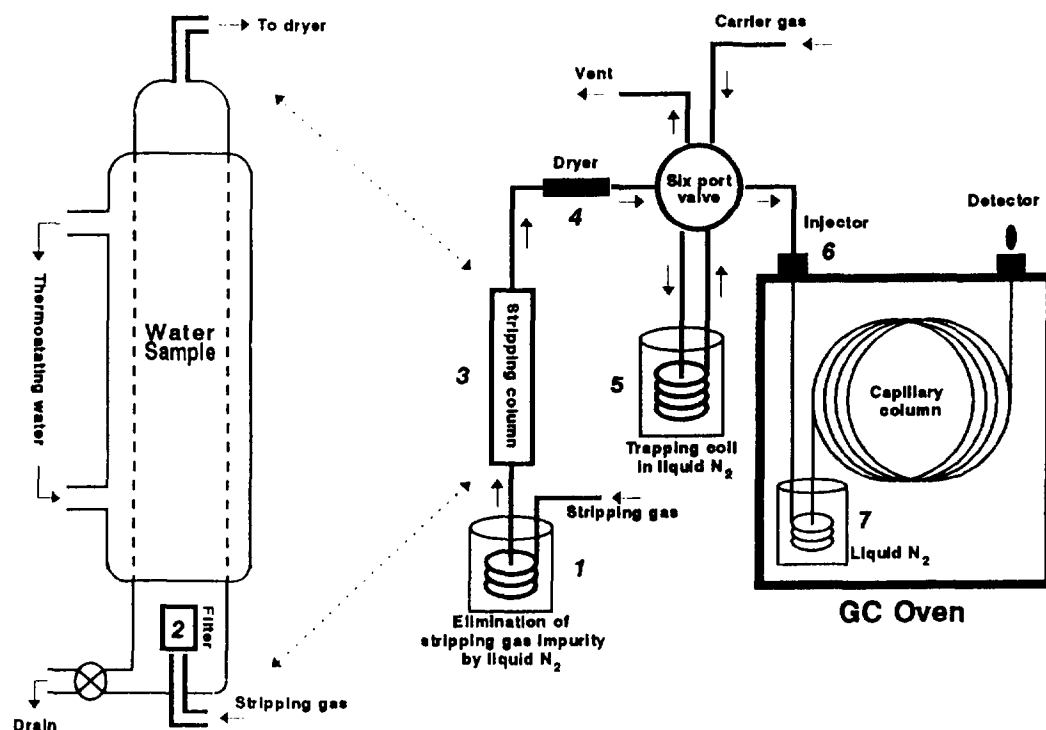 To dryer
Thermostating water
Water
Sample
2
Filter
Stripping gas
Drain
Carrier gas
Vent
Dryer
4
Six port
valve
Injector
6
Detector
3
Stripping column
5
Trapping coil
in liquid N2
Stripping gas
1
Elimination of
stripping gas impurity
by liquid N2
Capillary
column
7
Liquid N2
GC Oven